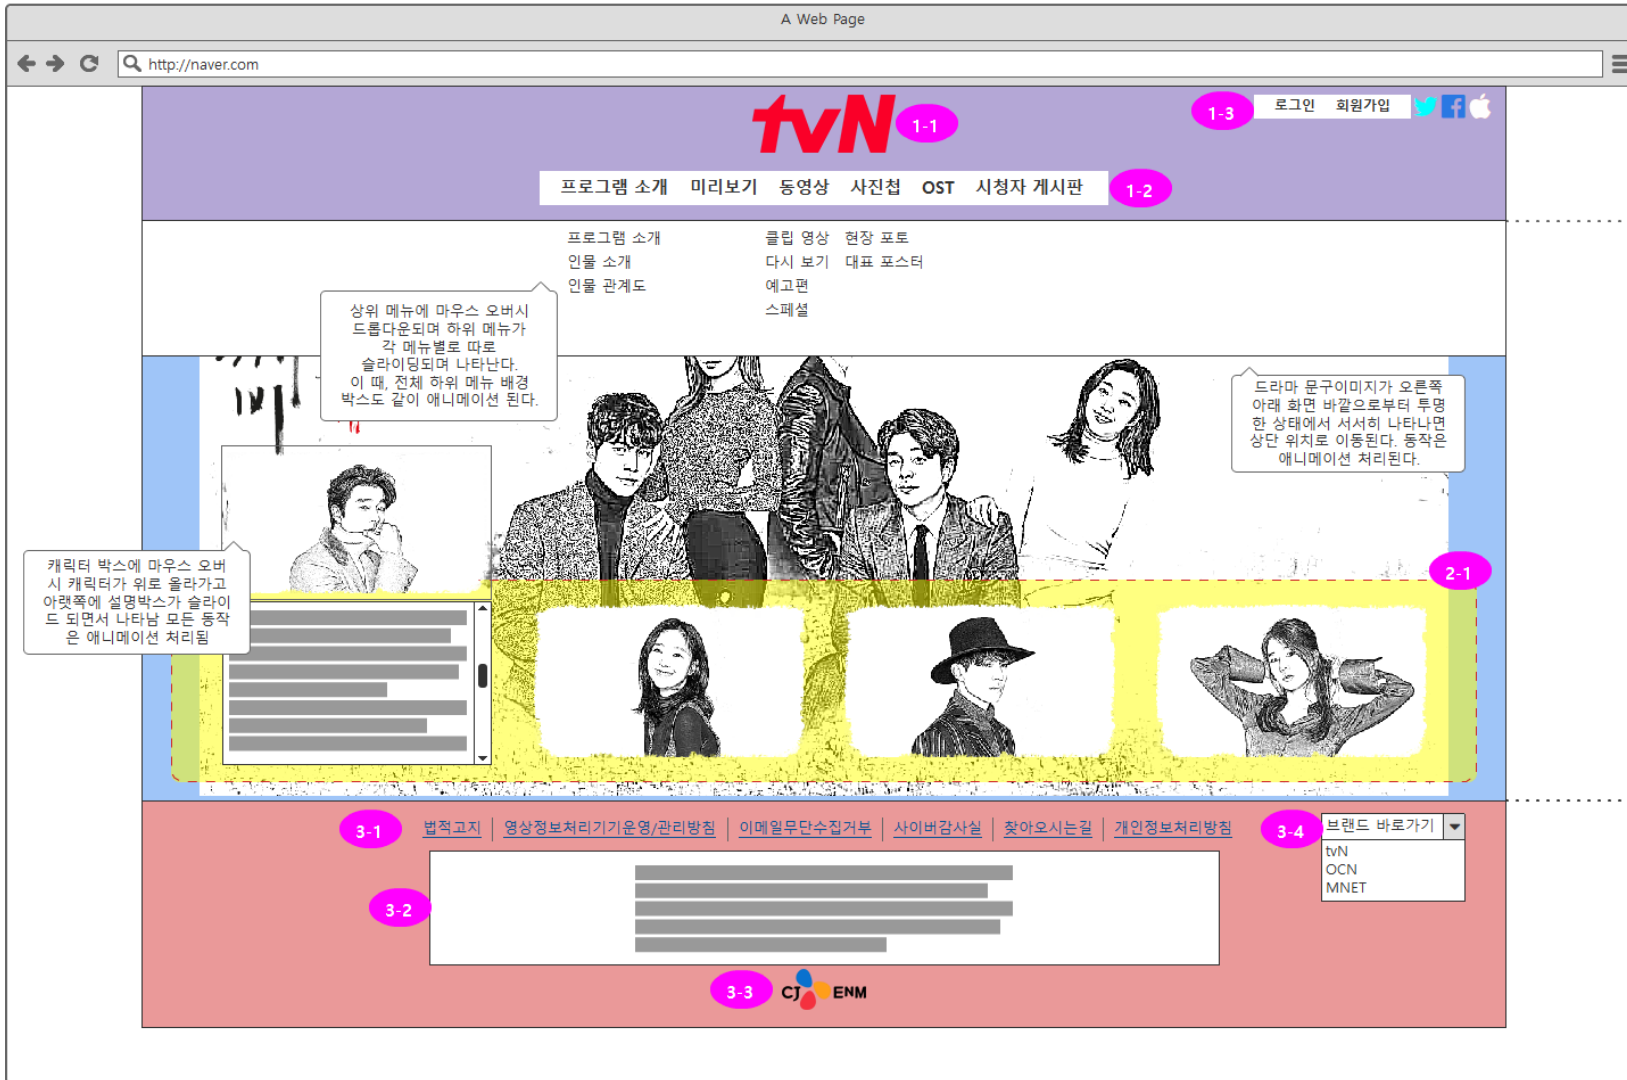 A Web Page
http://naver.com
tvN
1-1
1-3
로그인 회원가입
프로그램 소개 미리보기 동영상 사진첩 OST 시청자 게시판
1-2
프로그램 소개 클립 영상 현장 포토
인물 소개 다시 보기 대표 포스터
인물 관계도 예고편
스페셜
상위 메뉴에 마우스 오버시
드롭다운되며 하위 메뉴가
각 메뉴별로 따로
슬라이딩되며 나타난다.
이 때, 전체 하위 메뉴 배경
박스도 같이 애니메이션 된다.
드라마 문구이미지가 오른쪽
아래 화면 바깥으로부터 투명
한 상태에서 서서히 나타나면
상단 위치로 이동된다. 동작은
애니메이션 처리된다.
캐릭터 박스에 마우스 오버
시 캐릭터가 위로 올라가고
아랫쪽에 설명박스가 슬라이
드 되면서 나타남 모든 동작
은 애니메이션 처리됨
2-1
3-1
법적고지 영상정보처리기기운영/관리방침 이메일무단수집거부 사이버감사실 찾아오시는길 개인정보처리방침
3-4
브랜드 바로가기
tvN
OCN
MNET
3-2
3-3
CJ ENM